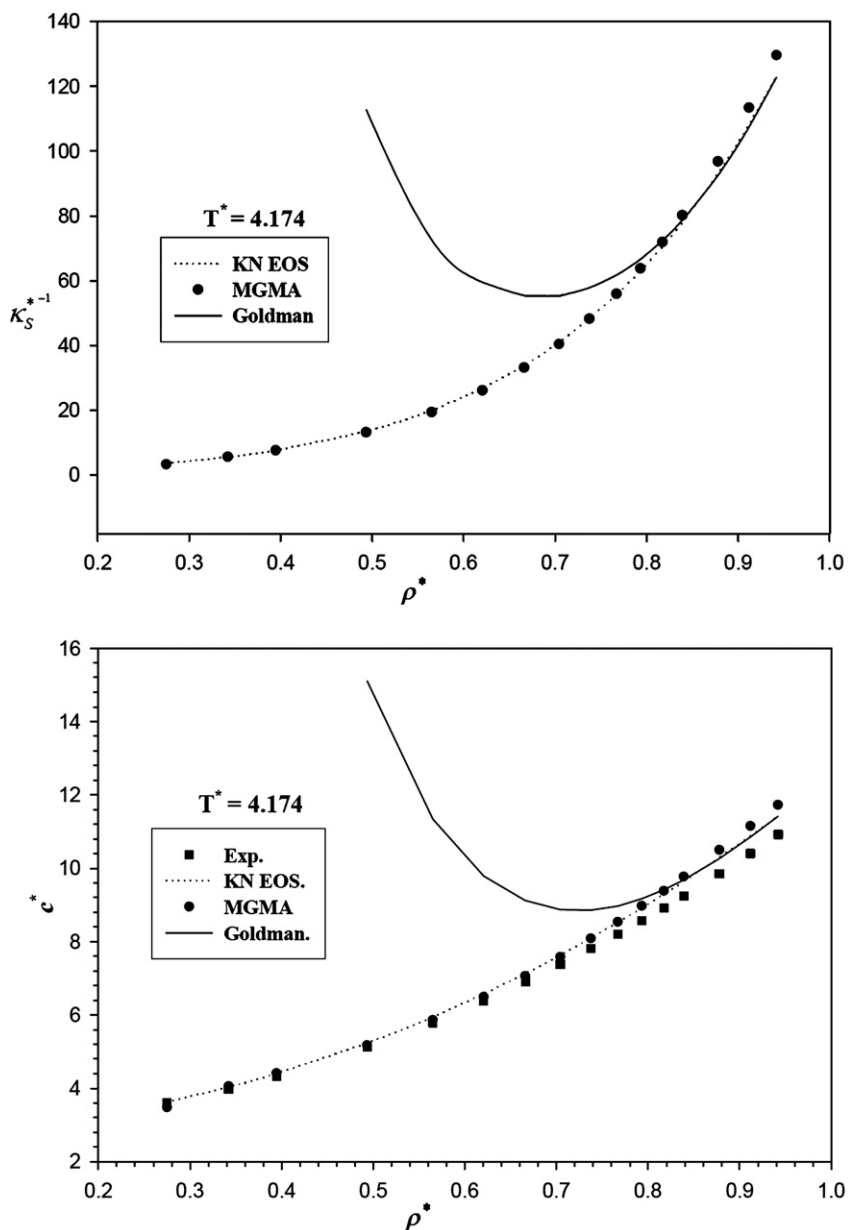 140
120
100
80
60
40
20
0
κS*-1
T* = 4.174
KN EOS
MGMA
Goldman
0.2 0.3 0.4 0.5 0.6 0.7 0.8 0.9 1.0
ρ*
16
14
12
10
8
6
4
2
c*
T* = 4.174
Exp.
KN EOS.
MGMA
Goldman.
0.2 0.3 0.4 0.5 0.6 0.7 0.8 0.9 1.0
ρ*